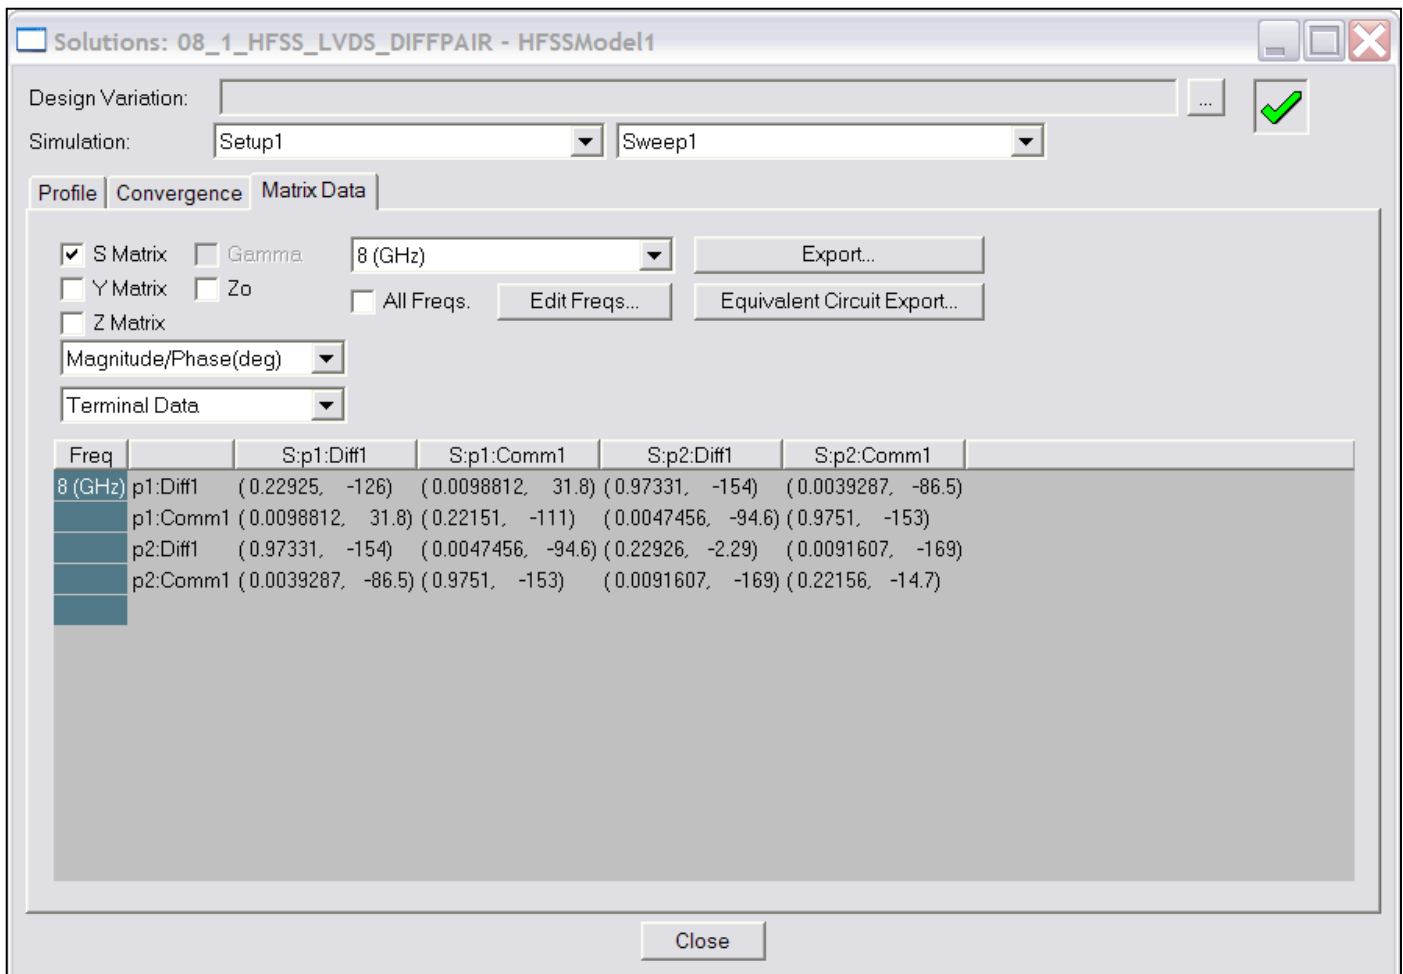 Solutions: 08_1_HFSS_LVDS_DIFFPAIR - HFSSModel1
Design Variation: ...
Simulation: Setup1 Sweep1
Profile Convergence Matrix Data
S Matrix Gamma 8 (GHz) Export...
Y Matrix Zo All Freqs. Edit Freqs... Equivalent Circuit Export...
Z Matrix
Magnitude/Phase(deg)
Terminal Data
Freq S:p1:Diff1 S:p1:Comm1 S:p2:Diff1 S:p2:Comm1
8 (GHz) p1:Diff1 ( 0.22925, -126) ( 0.0098812, 31.8) ( 0.97331, -154) ( 0.0039287, -86.5)
p1:Comm1 ( 0.0098812, 31.8) ( 0.22151, -111) ( 0.0047456, -94.6) ( 0.9751, -153)
p2:Diff1 ( 0.97331, -154) ( 0.0047456, -94.6) ( 0.22926, -2.29) ( 0.0091607, -169)
p2:Comm1 ( 0.0039287, -86.5) ( 0.9751, -153) ( 0.0091607, -169) ( 0.22156, -14.7)
Close